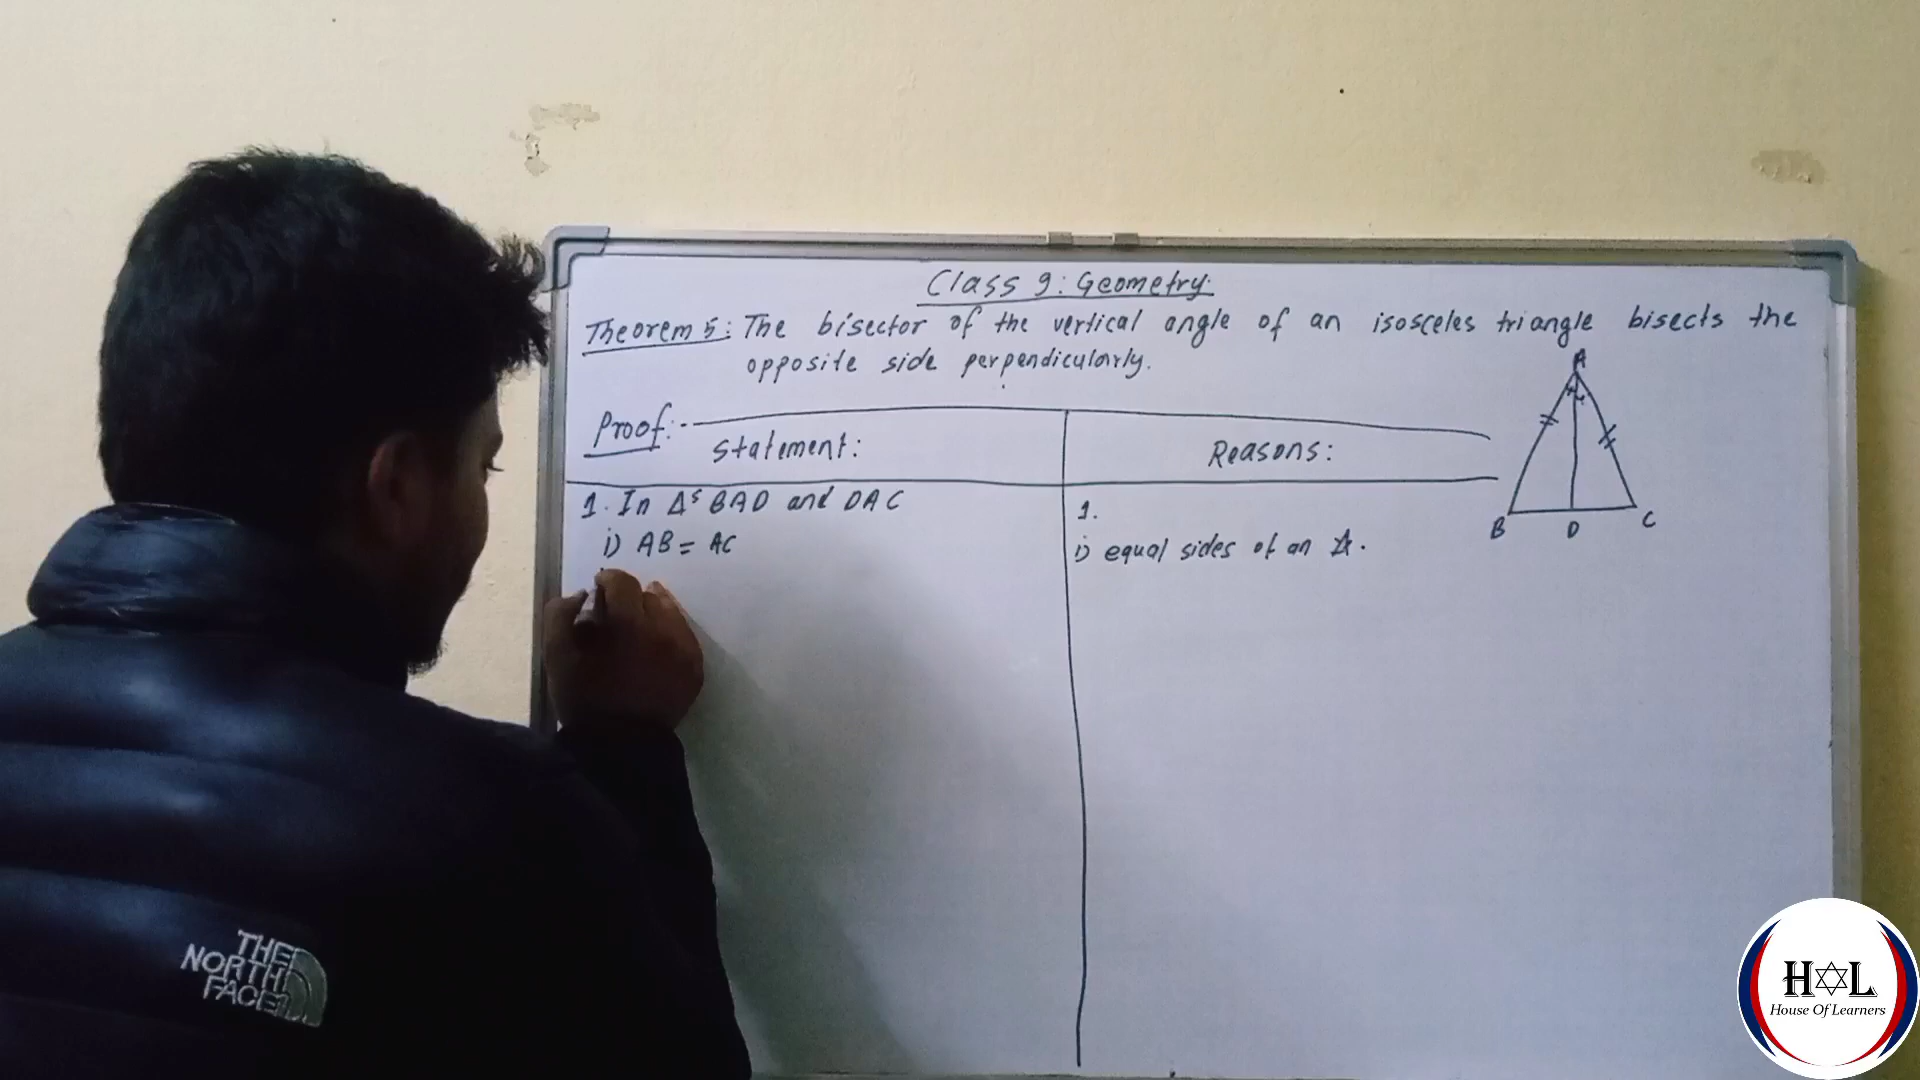 Class 9: Geometry.
Theorem 5: The bisector of the vertical angle of an isosceles triangle bisects the
opposite side perpendicularly.
A
Proof:-
Statement:
Reasons:
1. In Δˢ BAD and DAC
1.
B D C
i) AB = AC
i) equal sides of an
THE
NORTH
FACE
H L
House Of Learners